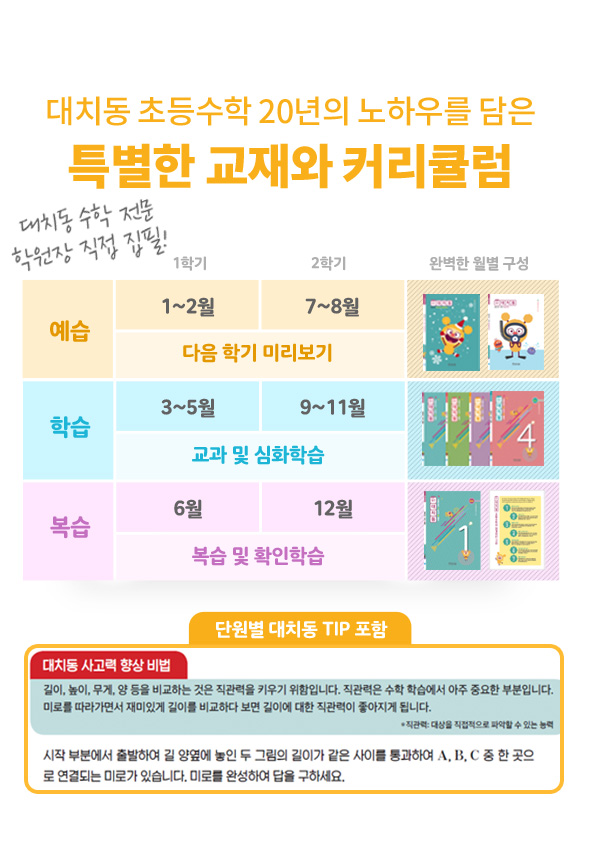 대치동 초등수학 20년의 노하우를 담은
특별한 교재와 커리큘럼
대치동 수학 전문
학원장 직접 집필!
1학기 2학기 완벽한 월별 구성
예습 1~2월 7~8월
다음 학기 미리보기
학습 3~5월 9~11월
교과 및 심화학습
4
복습 6월 12월
복습 및 확인학습
1
단원별 대치동 TIP 포함
대치동 사고력 향상 비법
길이, 높이, 무게, 양 등을 비교하는 것은 직관력을 키우기 위함입니다. 직관력은 수학 학습에서 아주 중요한 부분입니다.
미로를 따라가면서 재미있게 길이를 비교하다 보면 길이에 대한 직관력이 좋아지게 됩니다.
*직관력: 대상을 직접적으로 파악할 수 있는 능력
시작 부분에서 출발하여 길 양옆에 놓인 두 그림의 길이가 같은 사이를 통과하여 A, B, C 중 한 곳으
로 연결되는 미로가 있습니다. 미로를 완성하여 답을 구하세요.